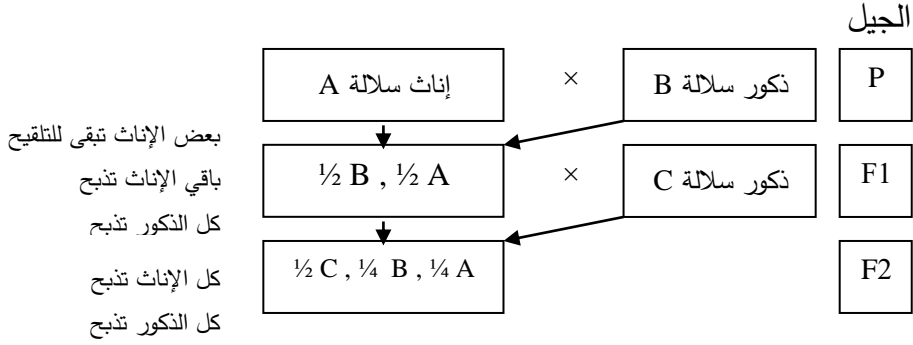 الجيل
P
ذكور سلالة B
×
إناث سلالة A
بعض الإناث تبقى للتلقيح
F1
ذكور سلالة C
×
½ B , ½ A
باقي الإناث تذبح
كل الذكور تذبح
F2
½ C , ¼ B , ¼ A
كل الإناث تذبح
كل الذكور تذبح